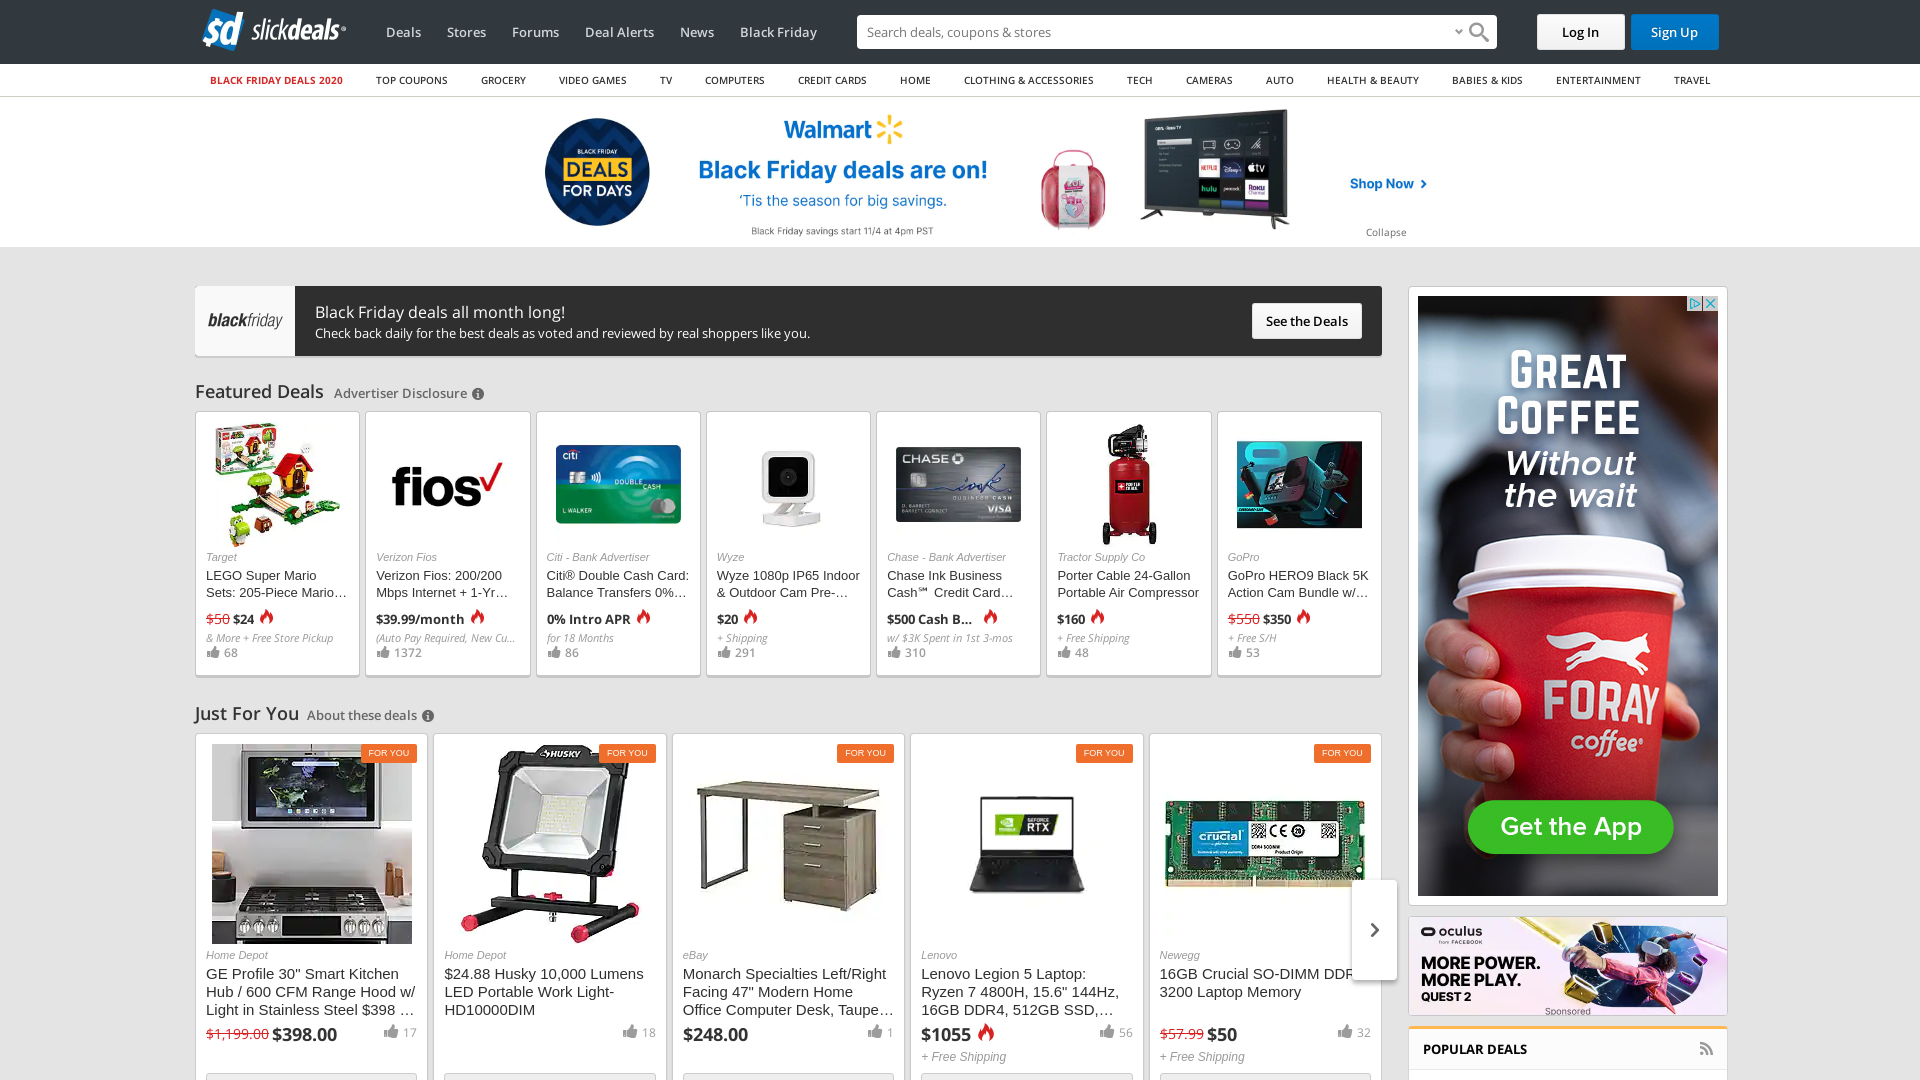 sd slickdeals
Deals
Stores
Forums
Deal Alerts
News
Black Friday
Search deals, coupons & stores
Log In
Sign Up
BLACK FRIDAY DEALS 2020
TOP COUPONS
GROCERY
VIDEO GAMES
TV
COMPUTERS
CREDIT CARDS
HOME
CLOTHING & ACCESSORIES
TECH
CAMERAS
AUTO
HEALTH & BEAUTY
BABIES & KIDS
ENTERTAINMENT
TRAVEL
BLACK FRIDAY
DEALS
FOR DAYS
Walmart
Black Friday deals are on!
'Tis the season for big savings.
Black Friday savings start 11/4 at 4pm PST
Shop Now
Collapse
blackfriday
Black Friday deals all month long!
Check back daily for the best deals as voted and reviewed by real shoppers like you.
See the Deals
Featured Deals
Advertiser Disclosure
Target
LEGO Super Mario
Sets: 205-Piece Mario…
$50 $24
& More + Free Store Pickup
68
fios
Verizon Fios
Verizon Fios: 200/200
Mbps Internet + 1-Yr…
$39.99/month
(Auto Pay Required, New Cu...
1372
citi
DOUBLE CASH
L WALKER
Citi - Bank Advertiser
Citi® Double Cash Card:
Balance Transfers 0%…
0% Intro APR
for 18 Months
86
Wyze
Wyze 1080p IP65 Indoor
& Outdoor Cam Pre-…
$20
+ Shipping
291
CHASE
BUSINESS CASH
VISA
Chase - Bank Advertiser
Chase Ink Business
Cash℠ Credit Card…
$500 Cash B...
w/ $3K Spent in 1st 3-mos
310
Tractor Supply Co
Porter Cable 24-Gallon
Portable Air Compressor
$160
+ Free Shipping
48
GoPro
GoPro HERO9 Black 5K
Action Cam Bundle w/…
$550 $350
+ Free S/H
53
Just For You
About these deals
FOR YOU
Home Depot
GE Profile 30" Smart Kitchen
Hub / 600 CFM Range Hood w/
Light in Stainless Steel $398 …
$1,199.00 $398.00
17
HUSKY
FOR YOU
Home Depot
$24.88 Husky 10,000 Lumens
LED Portable Work Light-
HD10000DIM
18
FOR YOU
eBay
Monarch Specialties Left/Right
Facing 47" Modern Home
Office Computer Desk, Taupe…
$248.00
1
FOR YOU
GEFORCE
RTX
Lenovo
Lenovo Legion 5 Laptop:
Ryzen 7 4800H, 15.6" 144Hz,
16GB DDR4, 512GB SSD,…
$1055
+ Free Shipping
56
FOR YOU
crucial
Newegg
16GB Crucial SO-DIMM DDR
3200 Laptop Memory
$57.99 $50
+ Free Shipping
32
GREAT
COFFEE
Without
the wait
FORAY
coffee
Get the App
oculus
from FACEBOOK
MORE POWER.
MORE PLAY.
QUEST 2
Sponsored
POPULAR DEALS